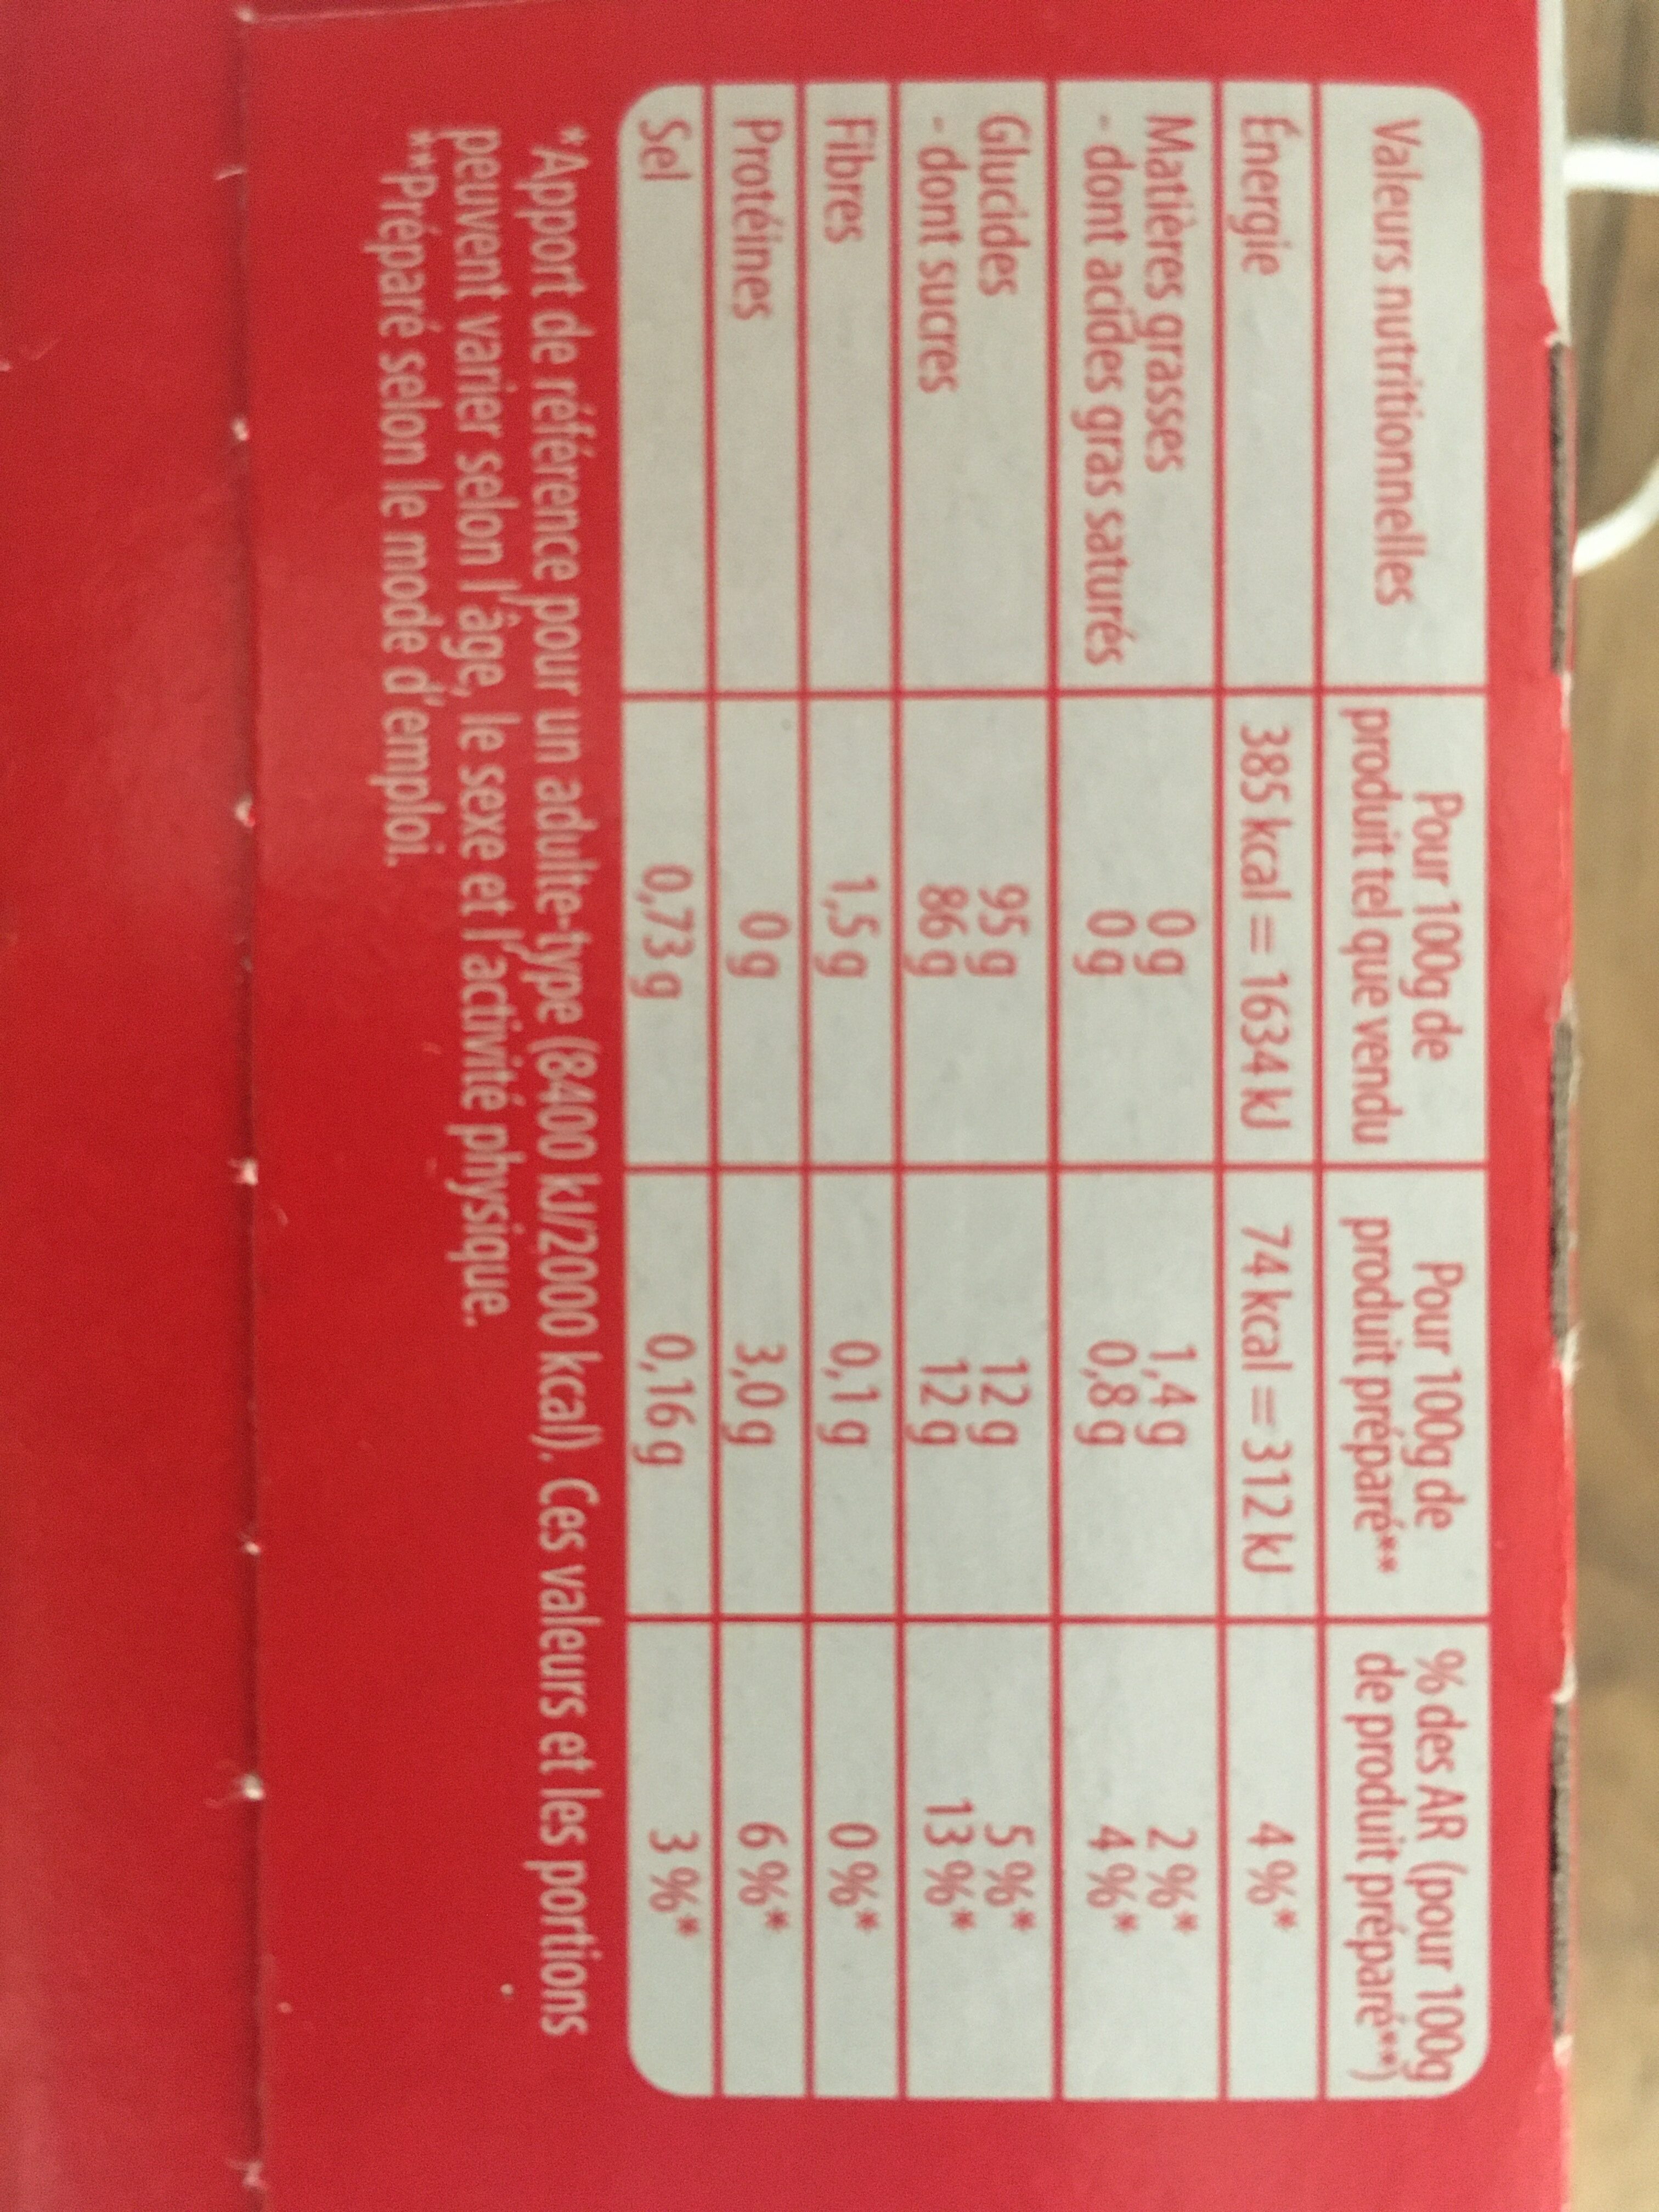 Valeurs nutritionnelles
Pour 100g de
produit tel que vendu
Pour 100g de
produit préparé**
% des AR (pour 100g
de produit préparé**)
Énergie 385 kcal = 1634 kJ 74 kcal = 312 kJ 4 %*
Matières grasses 0 g 1,4 g 2 %*
- dont acides gras saturés 0 g 0,8 g 4 %*
Glucides 95 g 12 g 5 %*
- dont sucres 86 g 12 g 13 %*
Fibres 1,5 g 0,1 g 0 %*
Protéines 0 g 3,0 g 6 %*
Sel 0,73 g 0,16 g 3 %*
*Apport de référence pour un adulte-type (8400 kJ/2000 kcal). Ces valeurs et les portions
peuvent varier selon l'âge, le sexe et l'activité physique.
**Préparé selon le mode d'emploi.